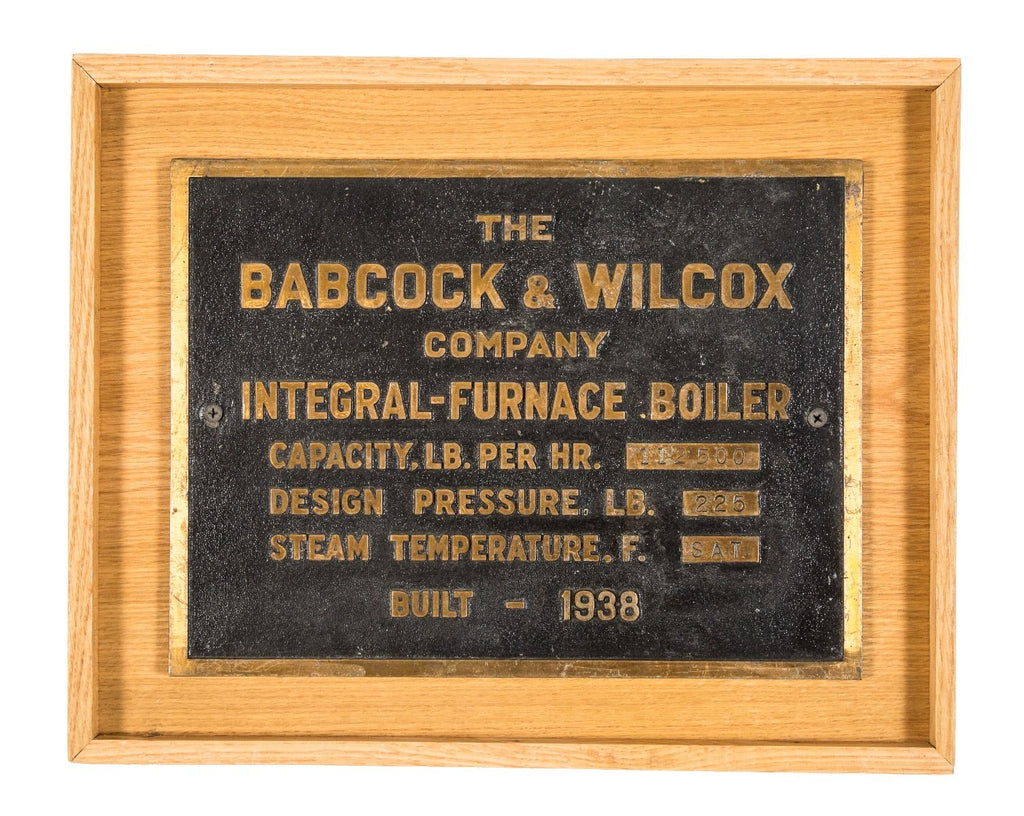 THE
BABCOCK & WILCOX
COMPANY
INTEGRAL-FURNACE BOILER
CAPACITY, LB. PER HR. 112500
DESIGN PRESSURE, LB. 225
STEAM TEMPERATURE, F. SAT.
BUILT - 1938